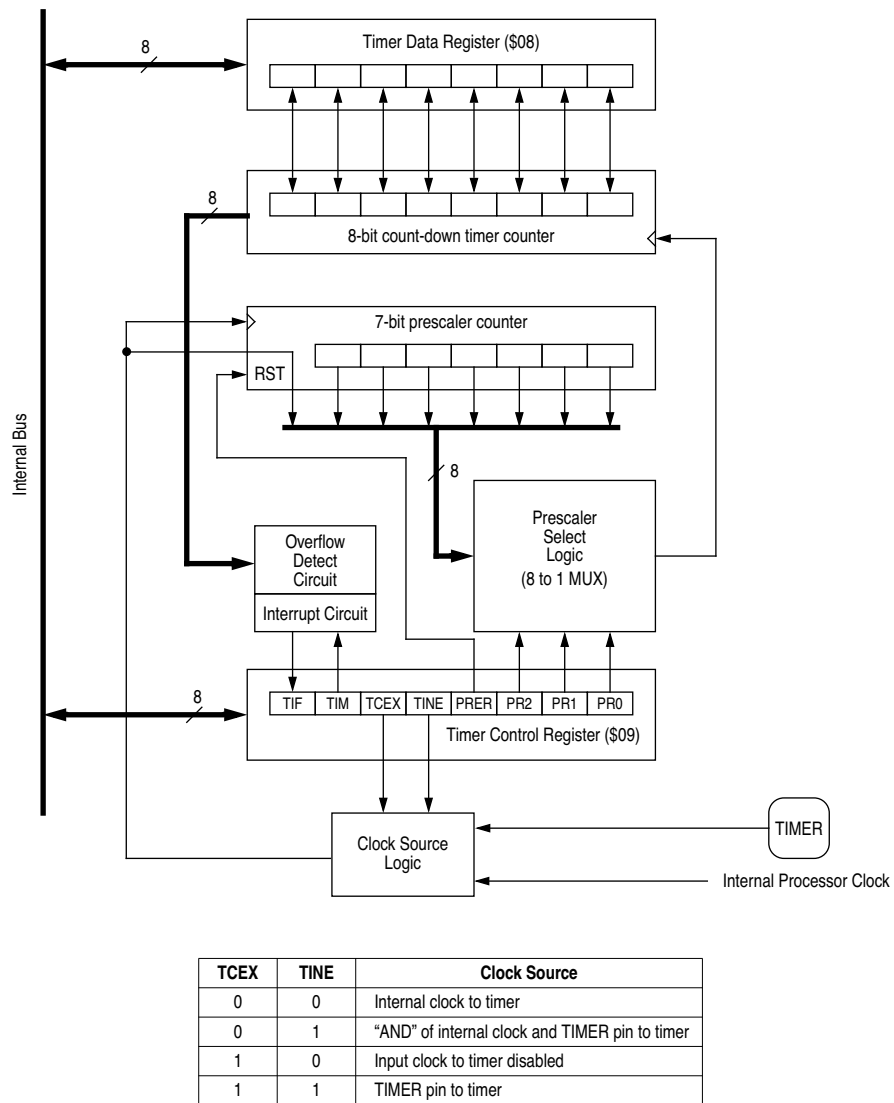 8
Timer Data Register ($08)
8
8-bit count-down timer counter
7-bit prescaler counter
RST
Internal Bus
8
Prescaler
Select
Logic
(8 to 1 MUX)
Overflow
Detect
Circuit
Interrupt Circuit
8
TIF TIM TCEX TINE PRER PR2 PR1 PR0
Timer Control Register ($09)
Clock Source
Logic
TIMER
Internal Processor Clock
TCEX TINE Clock Source
0 0 Internal clock to timer
0 1 “AND” of internal clock and TIMER pin to timer
1 0 Input clock to timer disabled
1 1 TIMER pin to timer